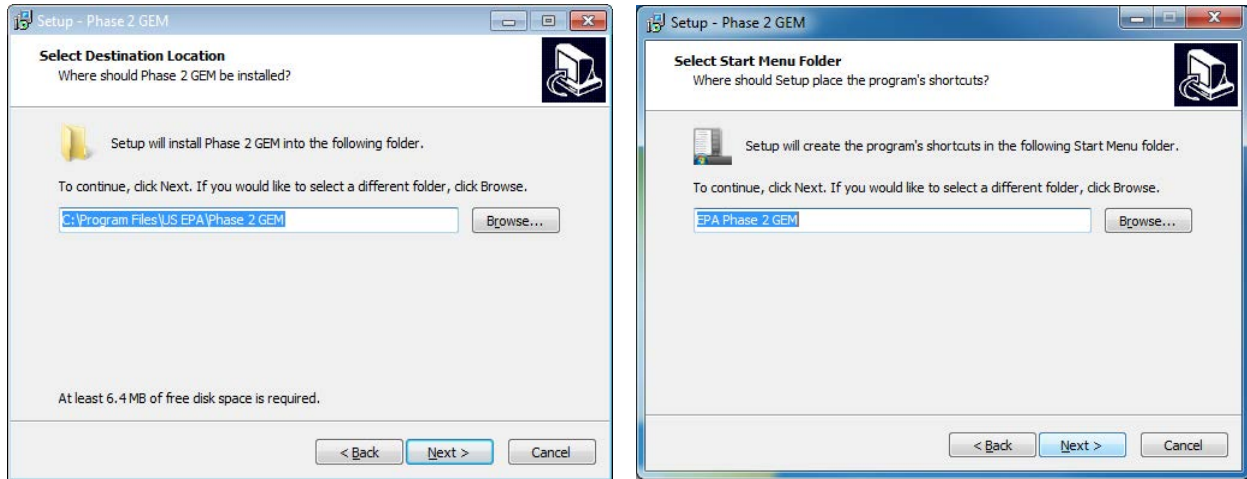 Setup - Phase 2 GEM
Select Destination Location
Where should Phase 2 GEM be installed?
Setup will install Phase 2 GEM into the following folder.
To continue, click Next. If you would like to select a different folder, click Browse.
C:\Program Files\US EPA\Phase 2 GEM
Browse...
At least 6.4 MB of free disk space is required.
< Back
Next >
Cancel
Setup - Phase 2 GEM
Select Start Menu Folder
Where should Setup place the program's shortcuts?
Setup will create the program's shortcuts in the following Start Menu folder.
To continue, click Next. If you would like to select a different folder, click Browse.
EPA Phase 2 GEM
Browse...
< Back
Next >
Cancel